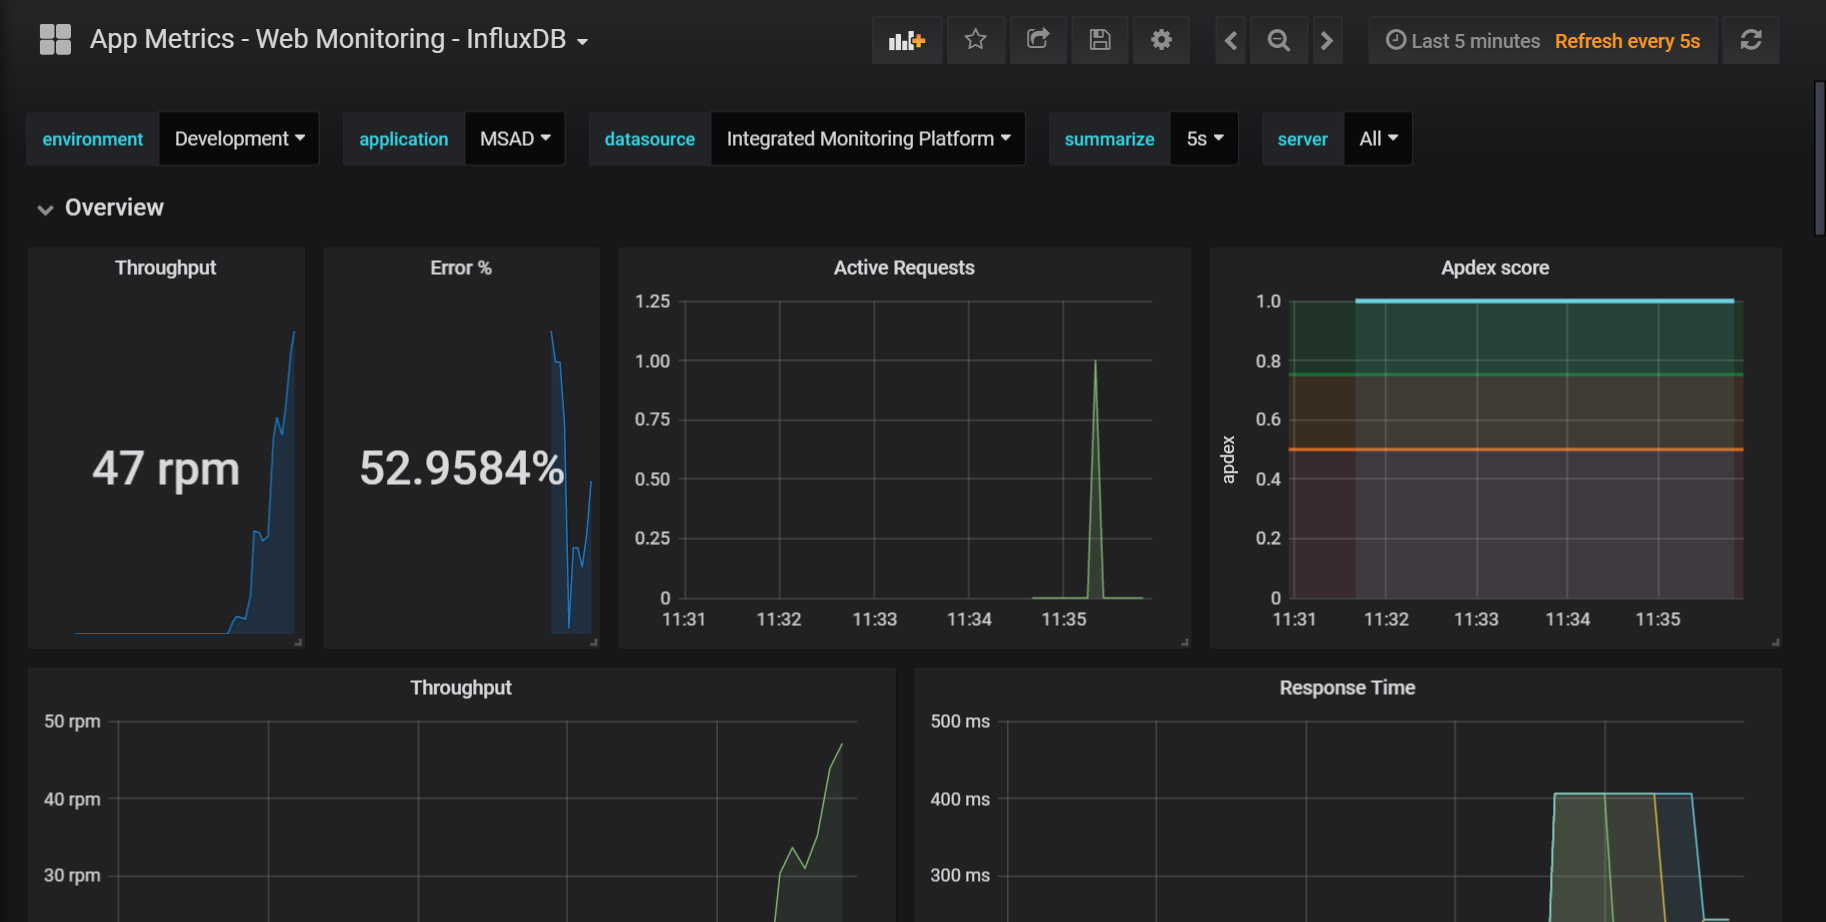 App Metrics - Web Monitoring - InfluxDB
Last 5 minutes Refresh every 5s
environment Development application MSAD datasource Integrated Monitoring Platform summarize 5s server All
Overview
Throughput
47 rpm
Error %
52.9584%
Active Requests
1.25
1.00
0.75
0.50
0.25
0
11:31 11:32 11:33 11:34 11:35
Apdex score
apdex
1.0
0.8
0.6
0.4
0.2
0
11:31 11:32 11:33 11:34 11:35
Throughput
50 rpm
40 rpm
30 rpm
Response Time
500 ms
400 ms
300 ms